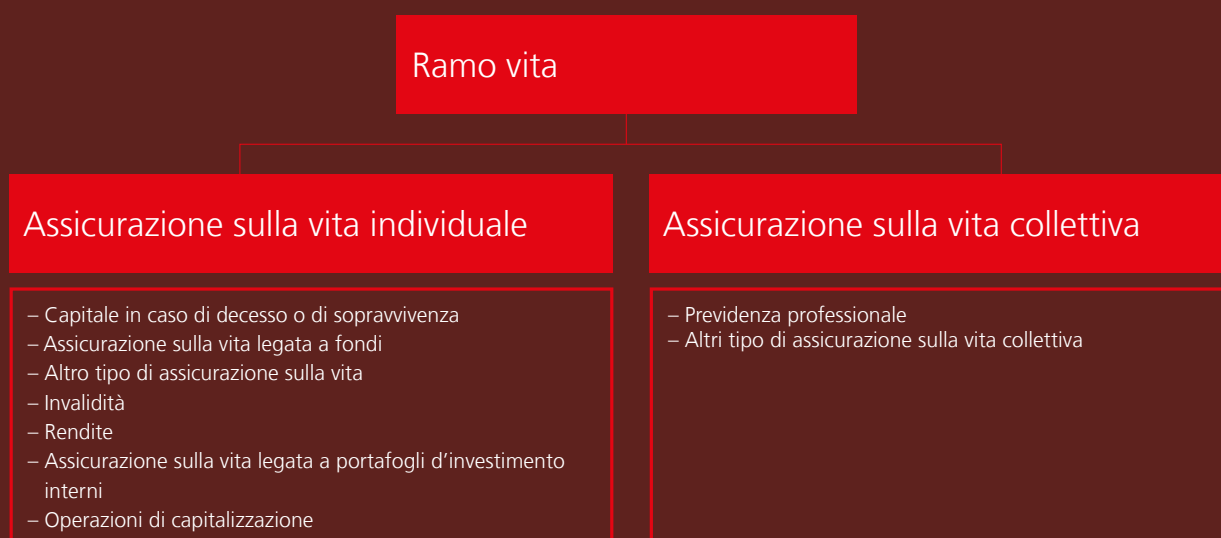 Ramo vita
Assicurazione sulla vita individuale
Assicurazione sulla vita collettiva
– Capitale in caso di decesso o di sopravvivenza
– Assicurazione sulla vita legata a fondi
– Altro tipo di assicurazione sulla vita
– Invalidità
– Rendite
– Assicurazione sulla vita legata a portafogli d’investimento
interni
– Operazioni di capitalizzazione
– Previdenza professionale
– Altri tipo di assicurazione sulla vita collettiva